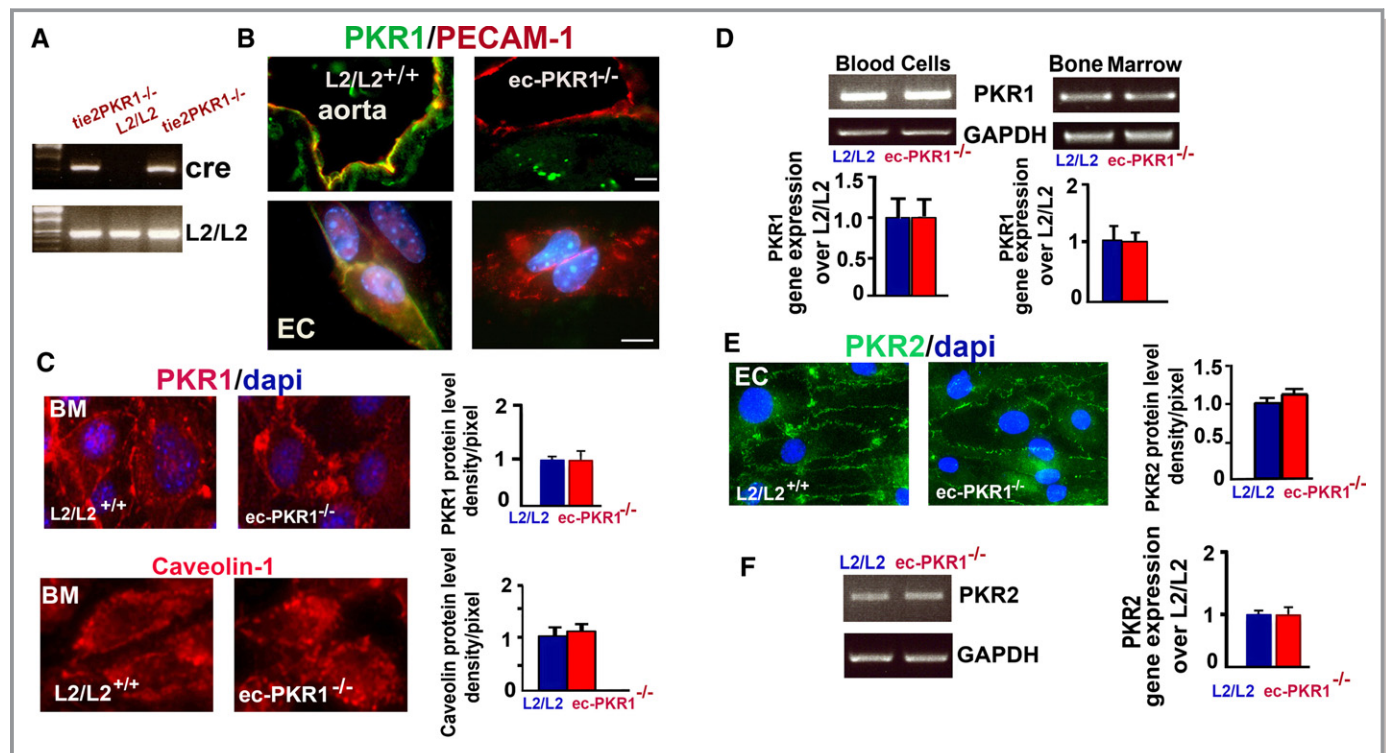 A
tie2PKR1-/-
L2/L2
tie2PKR1-/-
cre
L2/L2
B
PKR1/PECAM-1
L2/L2+/+
aorta
ec-PKR1-/-
EC
C
PKR1/dapi
BM
L2/L2+/+
ec-PKR1-/-
PKR1 protein level
density/pixel
2
1
0
L2/L2 ec-PKR1-/-
Caveolin-1
BM
L2/L2+/+
ec-PKR1-/-
Caveolin protein level
density/pixel
2
1
0
L2/L2 ec-PKR1-/-
D
Blood Cells
Bone Marrow
PKR1
GAPDH
L2/L2 ec-PKR1-/-
L2/L2 ec-PKR1-/-
PKR1
gene expression
over L2/L2
1.5
1.0
0.5
0
PKR1
gene expression
over L2/L2
2
1
0
E
PKR2/dapi
EC
L2/L2+/+
ec-PKR1-/-
PKR2 protein level
density/pixel
1.5
1.0
0.5
L2/L2 ec-PKR1-/-
F
L2/L2 ec-PKR1-/-
PKR2
GAPDH
PKR2
gene expression
over L2/L2
2
1
0
L2/L2 ec-PKR1-/-